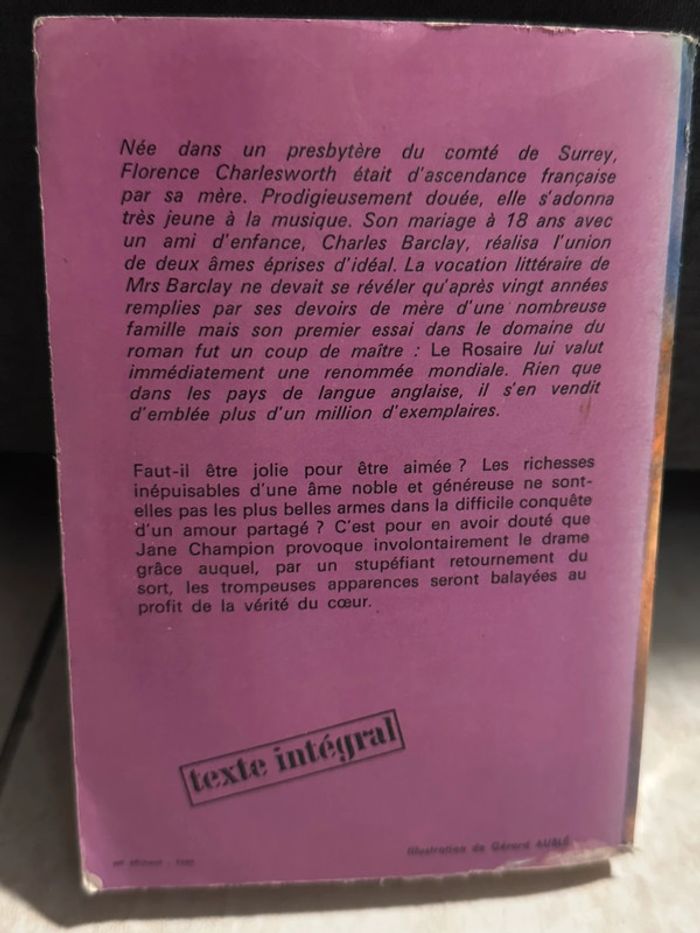 Née dans un presbytère du comté de Surrey,
Florence Charlesworth était d'ascendance française
par sa mère. Prodigieusement douée, elle s'adonna
très jeune à la musique. Son mariage à 18 ans avec
un ami d'enfance, Charles Barclay, réalisa l'union
de deux âmes éprises d'idéal. La vocation littéraire de
Mrs Barclay ne devait se révéler qu'après vingt années
remplies par ses devoirs de mère d'une nombreuse
famille mais son premier essai dans le domaine du
roman fut un coup de maître : Le Rosaire lui valut
immédiatement une renommée mondiale. Rien que
dans les pays de langue anglaise, il s'en vendit
d'emblée plus d'un million d'exemplaires.
Faut-il être jolie pour être aimée ? Les richesses
inépuisables d'une âme noble et généreuse ne sont-
elles pas les plus belles armes dans la difficile conquête
d'un amour partagé ? C'est pour en avoir douté que
Jane Champion provoque involontairement le drame
grâce auquel, par un stupéfiant retournement du
sort, les trompeuses apparences seront balayées au
profit de la vérité du cœur.
texte intégral
Illustration de Gérard